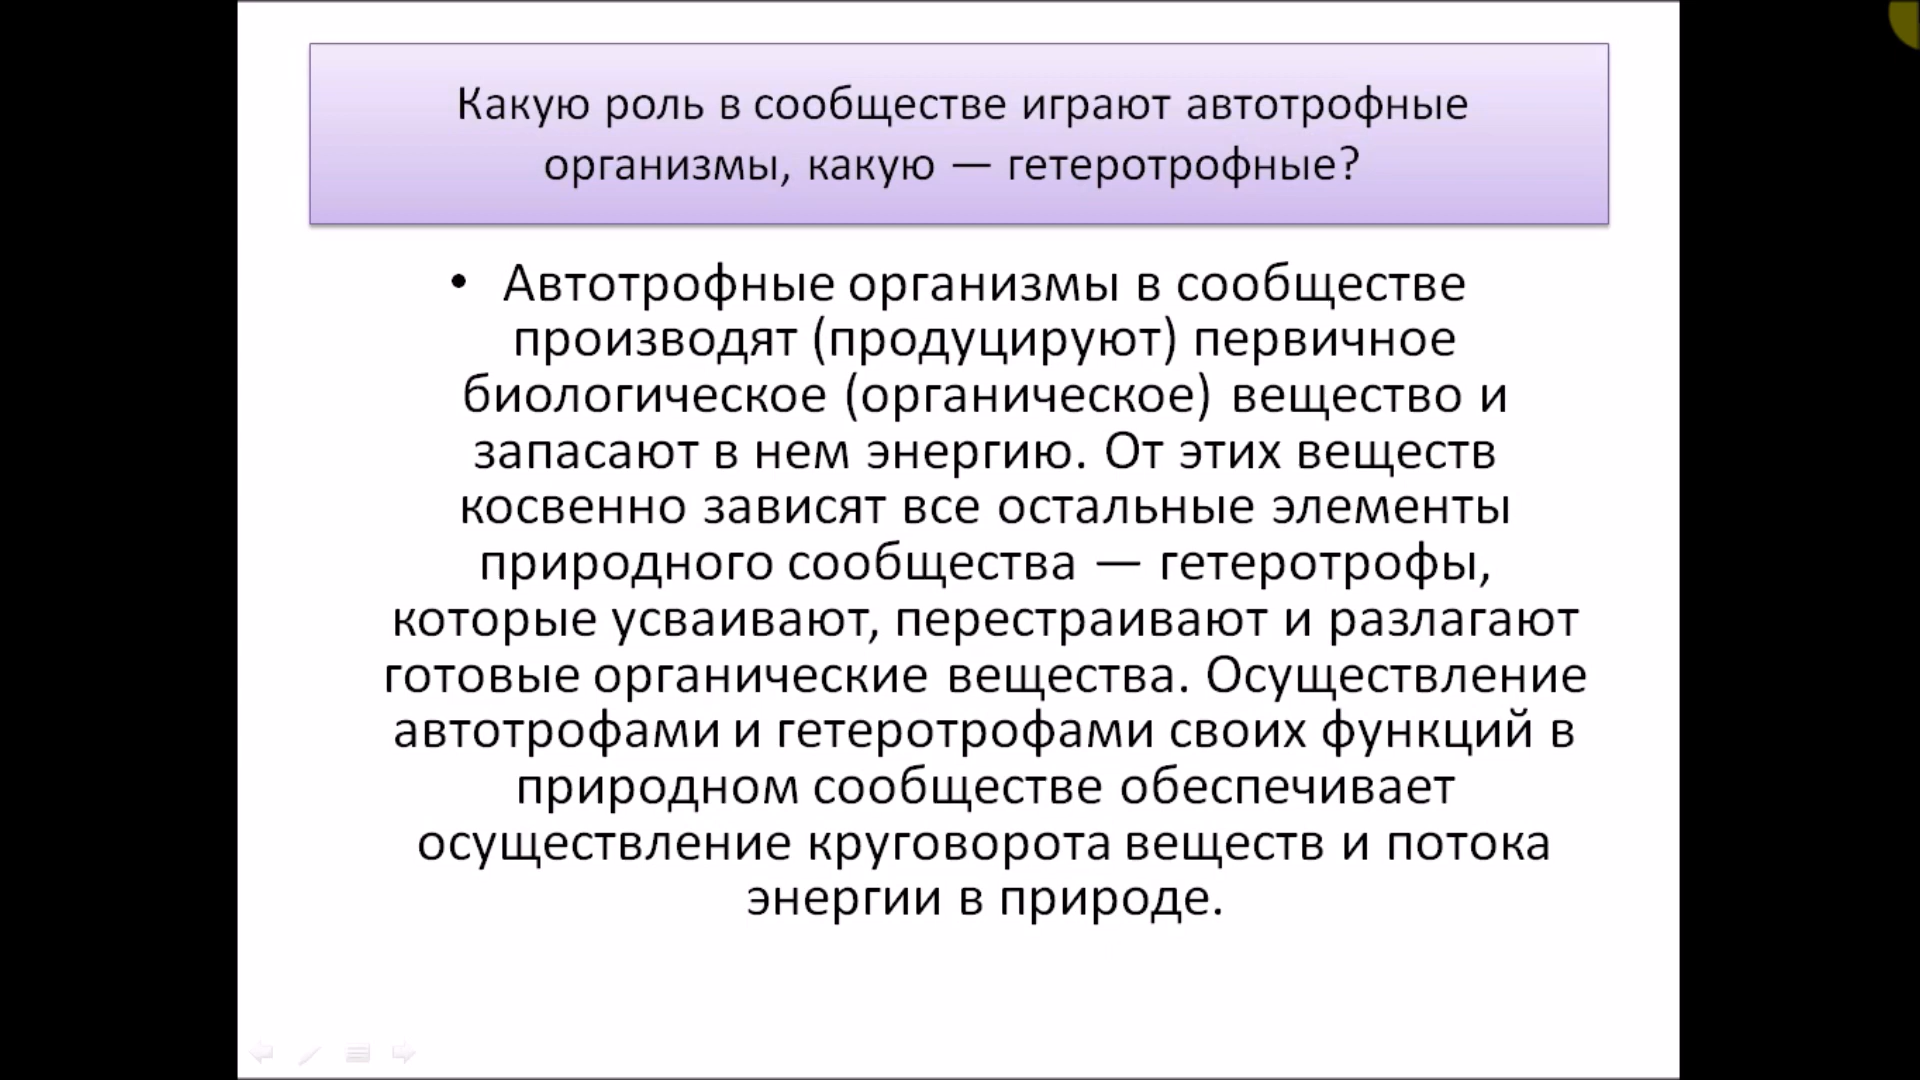 Какую роль в сообществе играют автотрофные
организмы, какую — гетеротрофные?
• Автотрофные организмы в сообществе
производят (продуцируют) первичное
биологическое (органическое) вещество и
запасают в нем энергию. От этих веществ
косвенно зависят все остальные элементы
природного сообщества — гетеротрофы,
которые усваивают, перестраивают и разлагают
готовые органические вещества. Осуществление
автотрофами и гетеротрофами своих функций в
природном сообществе обеспечивает
осуществление круговорота веществ и потока
энергии в природе.